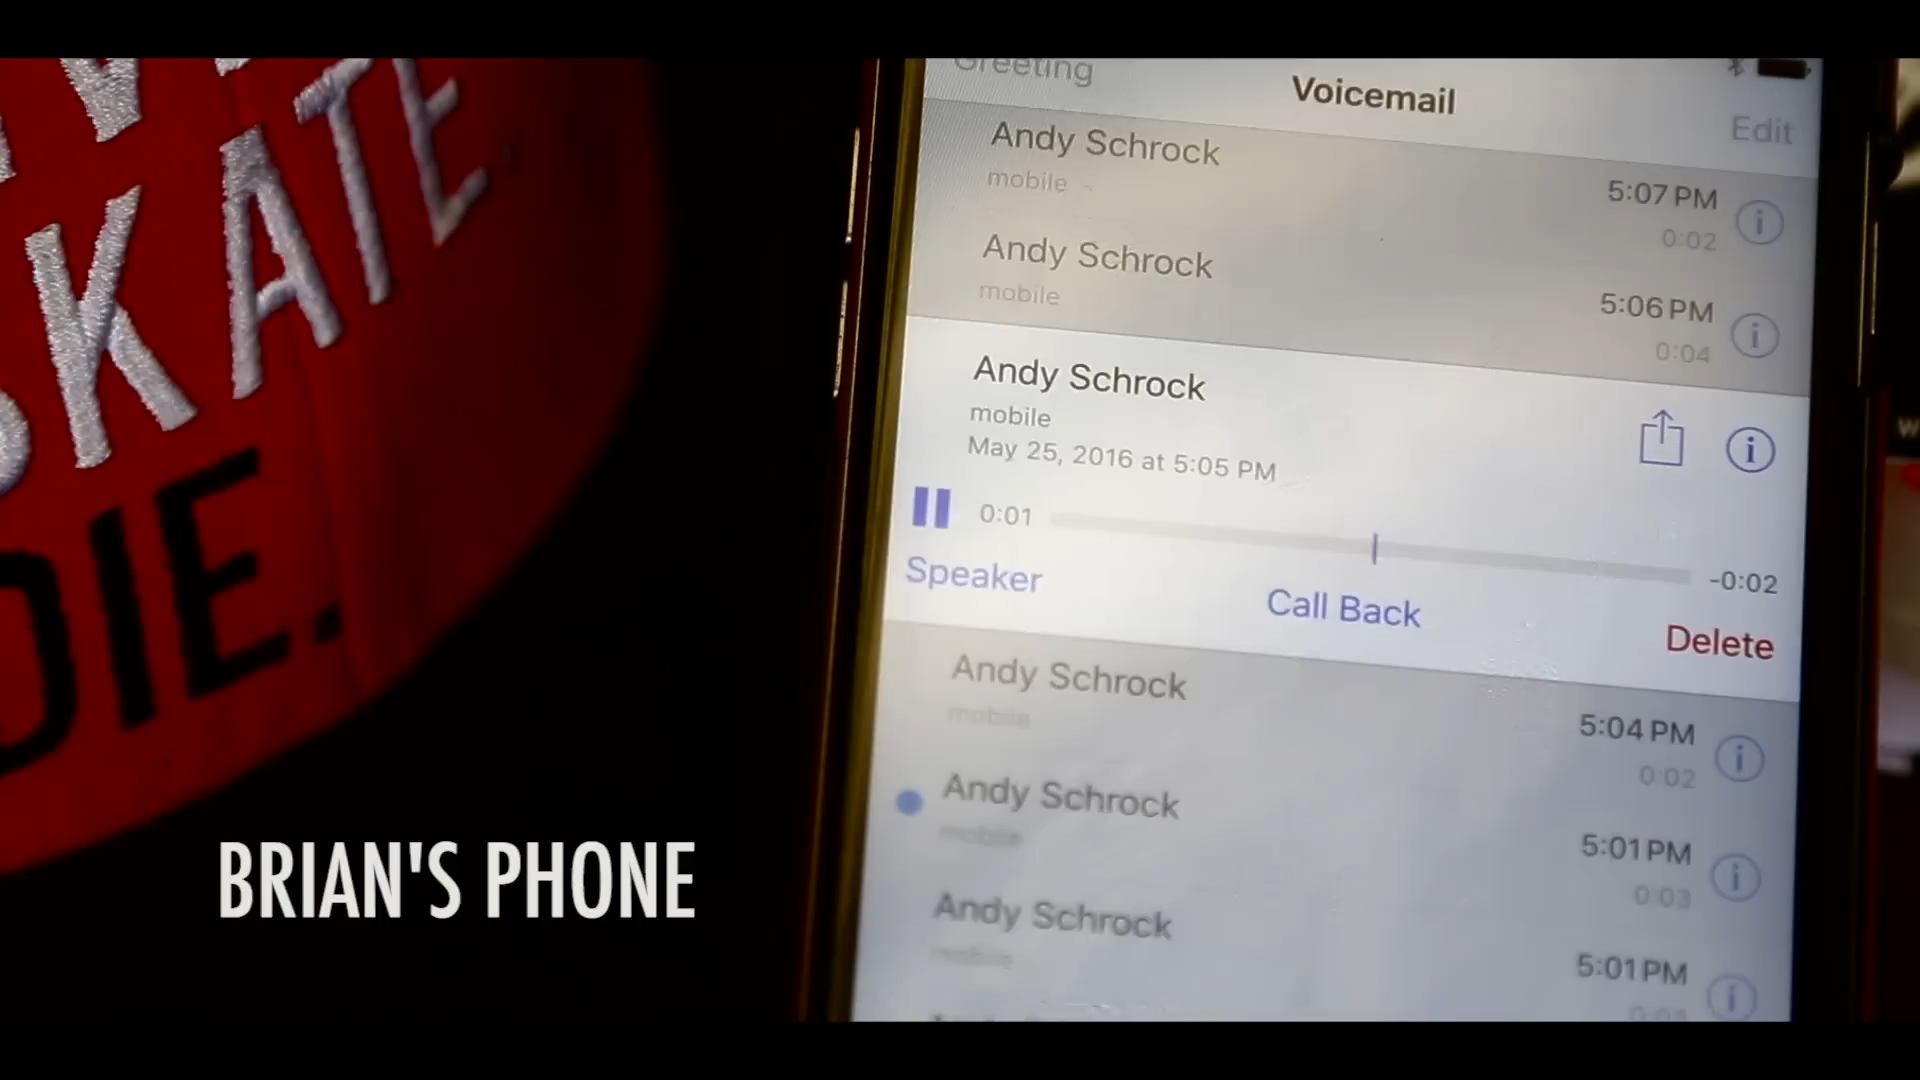 SKATE.
DIE.
BRIAN'S PHONE
Greeting
Voicemail
Edit
Andy Schrock
mobile
5:07 PM
0:02
Andy Schrock
mobile
5:06 PM
0:04
Andy Schrock
mobile
May 25, 2016 at 5:05 PM
0:01
-0:02
Speaker
Call Back
Delete
Andy Schrock
mobile
5:04 PM
0:02
Andy Schrock
mobile
5:01 PM
0:03
Andy Schrock
mobile
5:01 PM